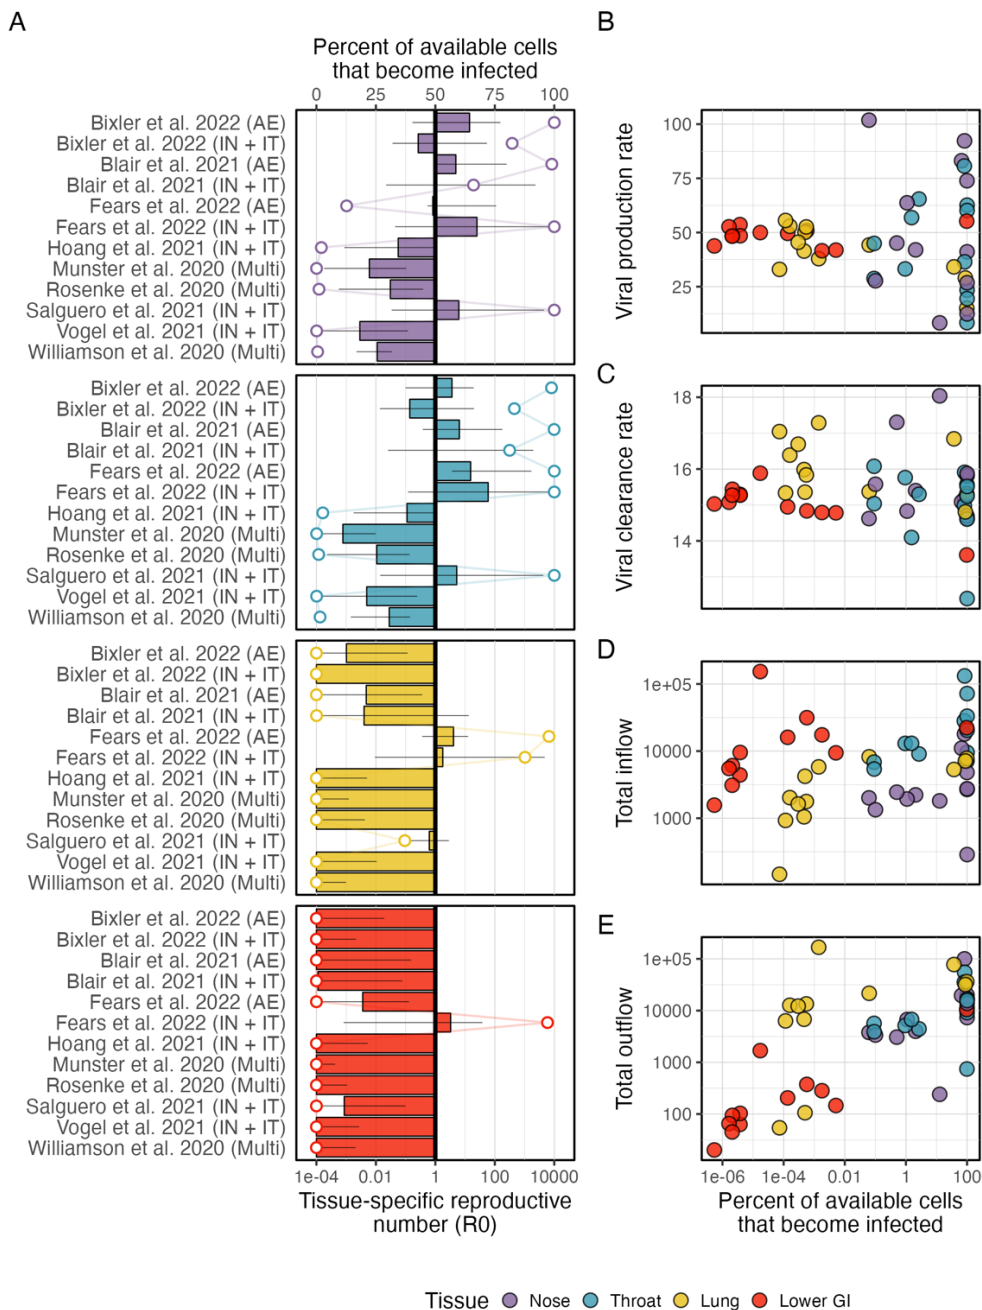 A
Percent of available cells
that become infected
0 25 50 75 100
Bixler et al. 2022 (AE)
Bixler et al. 2022 (IN + IT)
Blair et al. 2021 (AE)
Blair et al. 2021 (IN + IT)
Fears et al. 2022 (AE)
Fears et al. 2022 (IN + IT)
Hoang et al. 2021 (IN + IT)
Munster et al. 2020 (Multi)
Rosenke et al. 2020 (Multi)
Salguero et al. 2021 (IN + IT)
Vogel et al. 2021 (IN + IT)
Williamson et al. 2020 (Multi)
Bixler et al. 2022 (AE)
Bixler et al. 2022 (IN + IT)
Blair et al. 2021 (AE)
Blair et al. 2021 (IN + IT)
Fears et al. 2022 (AE)
Fears et al. 2022 (IN + IT)
Hoang et al. 2021 (IN + IT)
Munster et al. 2020 (Multi)
Rosenke et al. 2020 (Multi)
Salguero et al. 2021 (IN + IT)
Vogel et al. 2021 (IN + IT)
Williamson et al. 2020 (Multi)
Bixler et al. 2022 (AE)
Bixler et al. 2022 (IN + IT)
Blair et al. 2021 (AE)
Blair et al. 2021 (IN + IT)
Fears et al. 2022 (AE)
Fears et al. 2022 (IN + IT)
Hoang et al. 2021 (IN + IT)
Munster et al. 2020 (Multi)
Rosenke et al. 2020 (Multi)
Salguero et al. 2021 (IN + IT)
Vogel et al. 2021 (IN + IT)
Williamson et al. 2020 (Multi)
Bixler et al. 2022 (AE)
Bixler et al. 2022 (IN + IT)
Blair et al. 2021 (AE)
Blair et al. 2021 (IN + IT)
Fears et al. 2022 (AE)
Fears et al. 2022 (IN + IT)
Hoang et al. 2021 (IN + IT)
Munster et al. 2020 (Multi)
Rosenke et al. 2020 (Multi)
Salguero et al. 2021 (IN + IT)
Vogel et al. 2021 (IN + IT)
Williamson et al. 2020 (Multi)
1e-04 0.01 1 100 10000
Tissue-specific reproductive
number (R0)
B
Viral production rate
100
75
50
25
C
Viral clearance rate
18
16
14
D
Total inflow
1e+05
10000
1000
E
Total outflow
1e+05
10000
1000
100
1e-06 1e-04 0.01 1 100
Percent of available cells
that become infected
Tissue Nose Throat Lung Lower GI